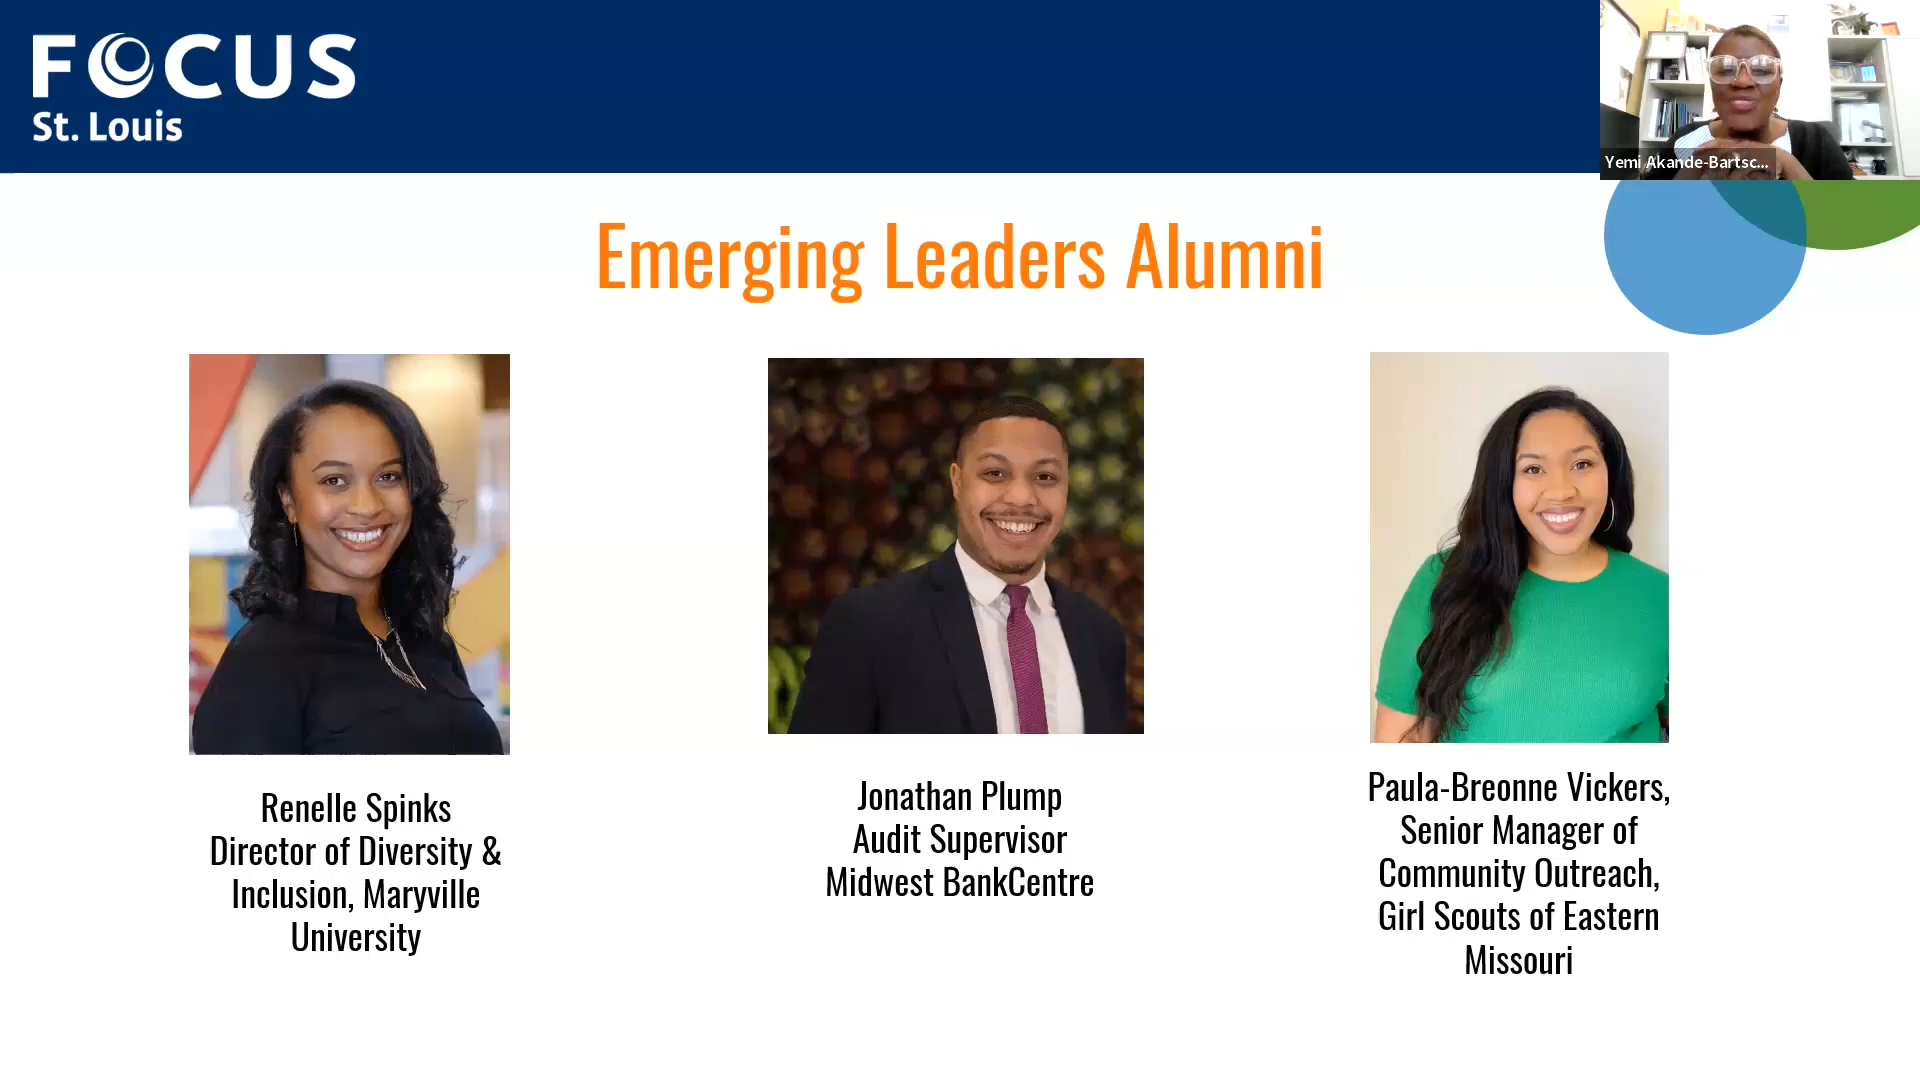 FOCUS
St. Louis
Yemi Akande-Bartsc...
Emerging Leaders Alumni
Renelle Spinks
Director of Diversity &
Inclusion, Maryville
University
Jonathan Plump
Audit Supervisor
Midwest BankCentre
Paula-Breonne Vickers,
Senior Manager of
Community Outreach,
Girl Scouts of Eastern
Missouri